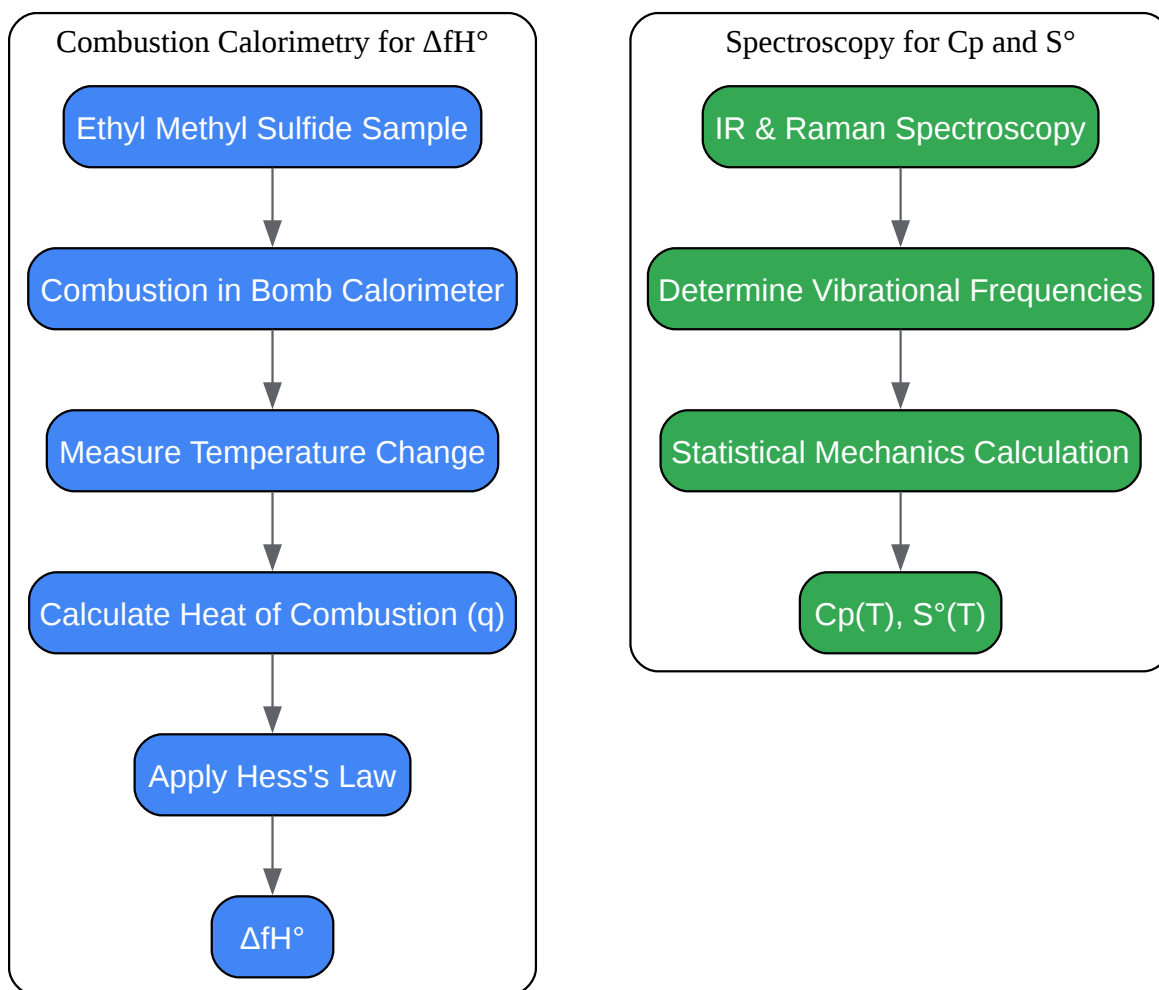 Combustion Calorimetry for ΔfH°
Ethyl Methyl Sulfide Sample
Combustion in Bomb Calorimeter
Measure Temperature Change
Calculate Heat of Combustion (q)
Apply Hess's Law
ΔfH°
Spectroscopy for Cp and S°
IR & Raman Spectroscopy
Determine Vibrational Frequencies
Statistical Mechanics Calculation
Cp(T), S°(T)